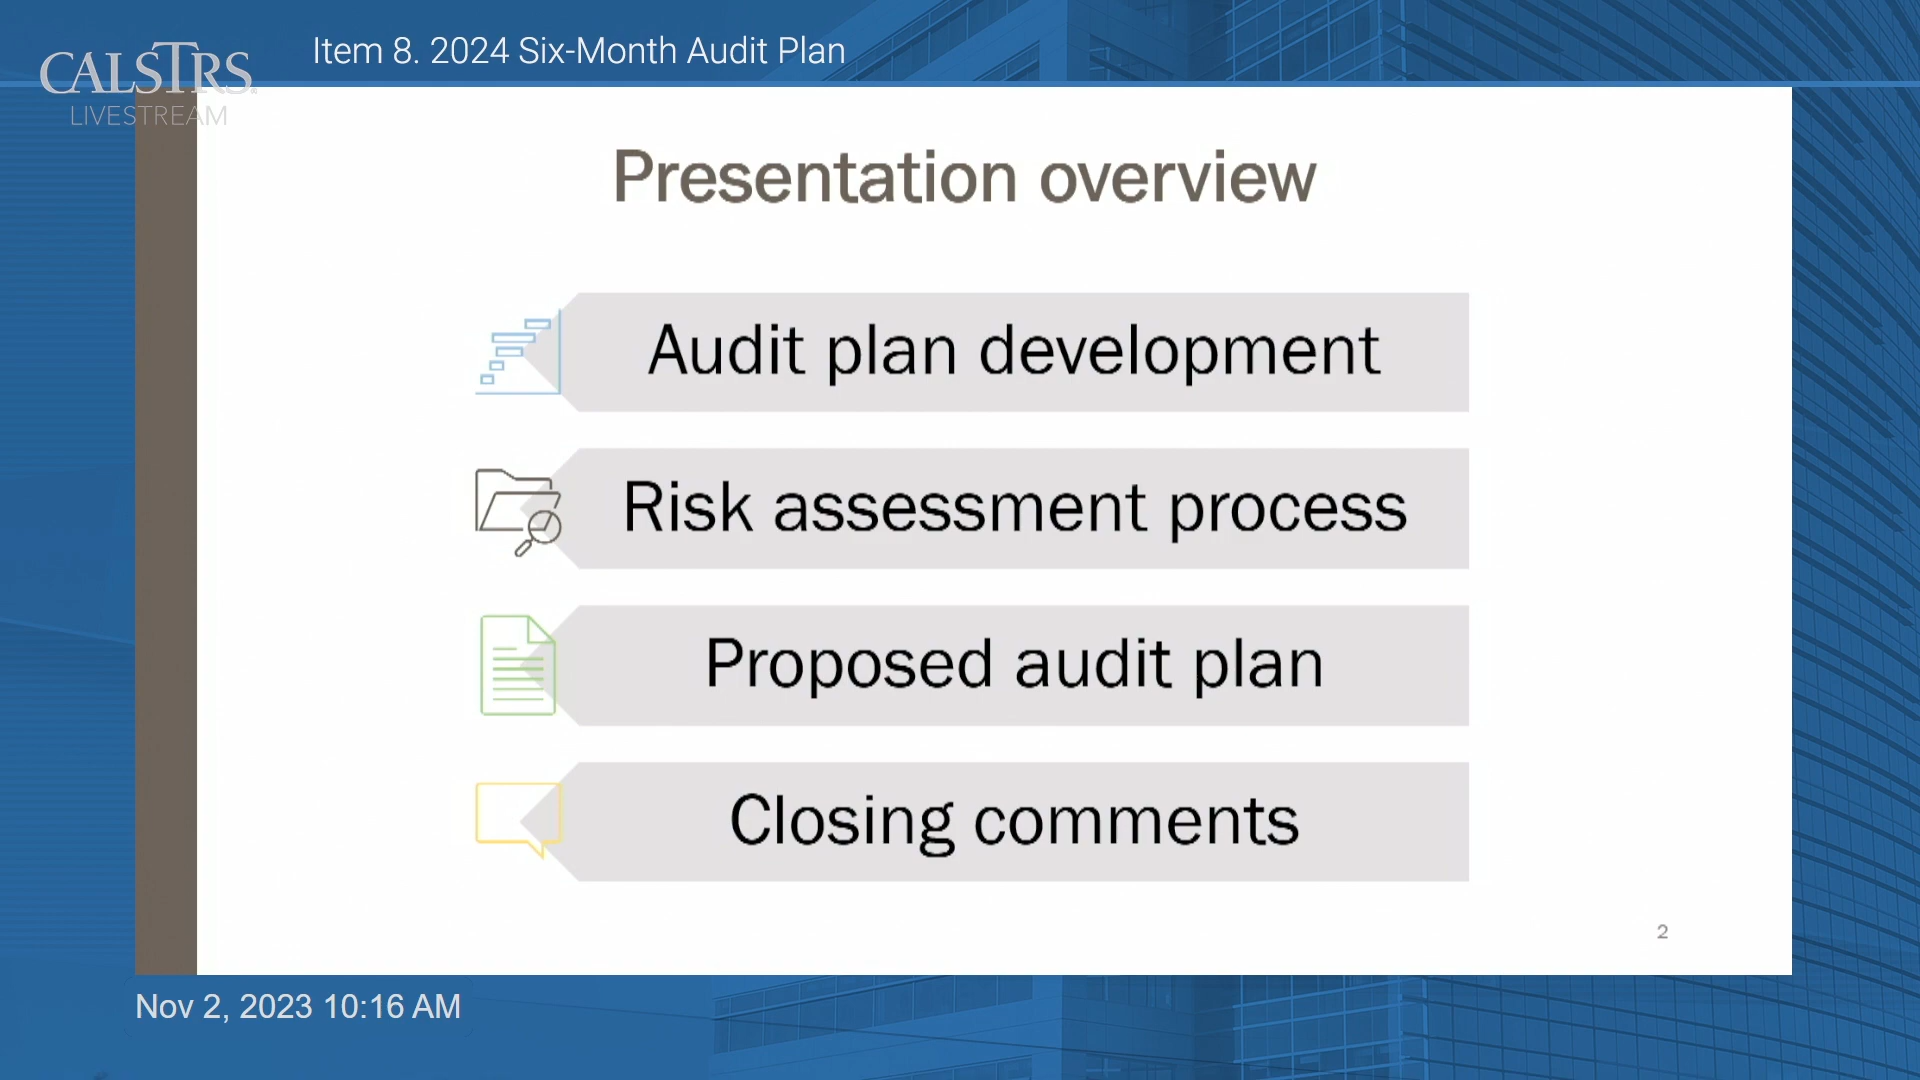 CALSTRS
LIVESTREAM
Item 8. 2024 Six-Month Audit Plan
Presentation overview
Audit plan development
Risk assessment process
Proposed audit plan
Closing comments
2
Nov 2, 2023 10:16 AM